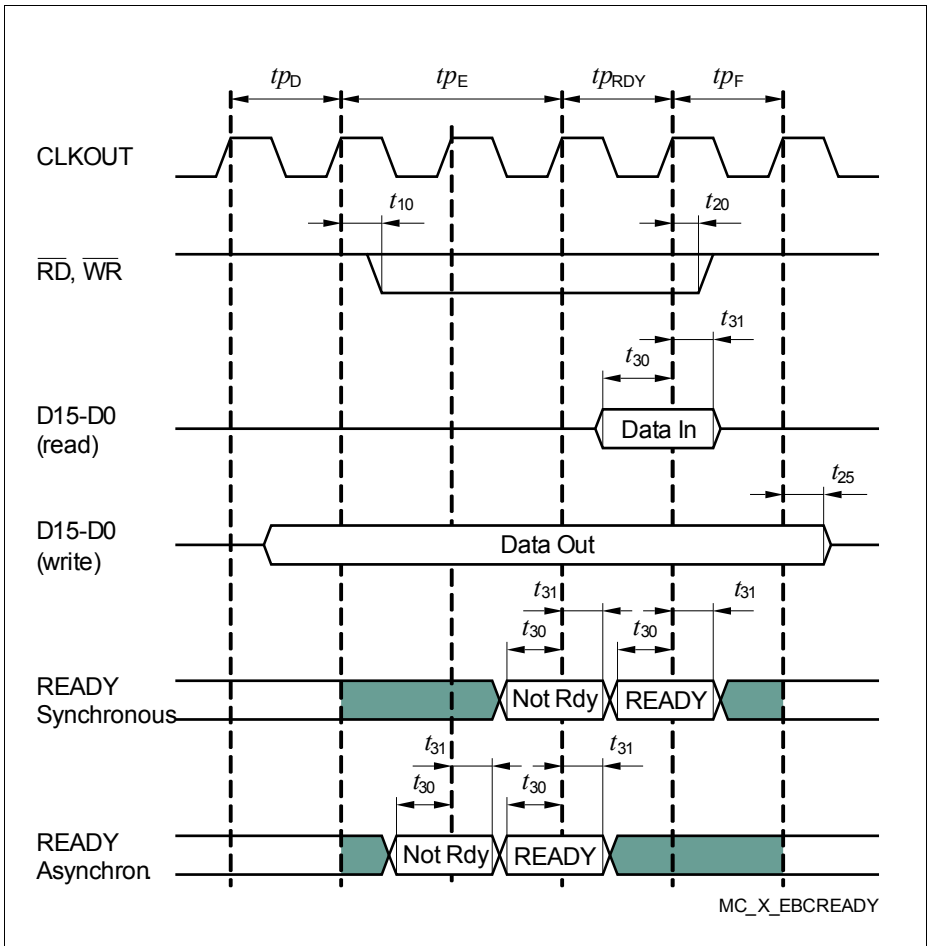 tpD tpE tpRDY tpF
CLKOUT
t10 t20
RD, WR
t31
t30
D15-D0
(read)
Data In
t25
D15-D0
(write)
Data Out
t31 t31
t30 t30
READY
Synchronous
Not Rdy READY
t31 t31
t30 t30
READY
Asynchron.
Not Rdy READY
MC_X_EBCREADY